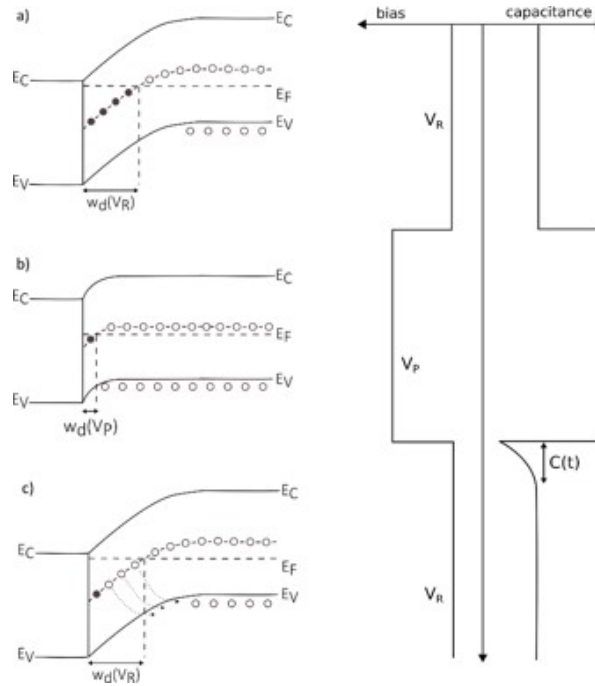 a)
E_C
E_C
E_F
E_V
E_V
w_d(V_R)
b)
E_C
E_C
E_F
E_V
E_V
w_d(V_P)
c)
E_C
E_C
E_F
E_V
E_V
w_d(V_R)
bias capacitance
V_R
V_P
C(t)
V_R